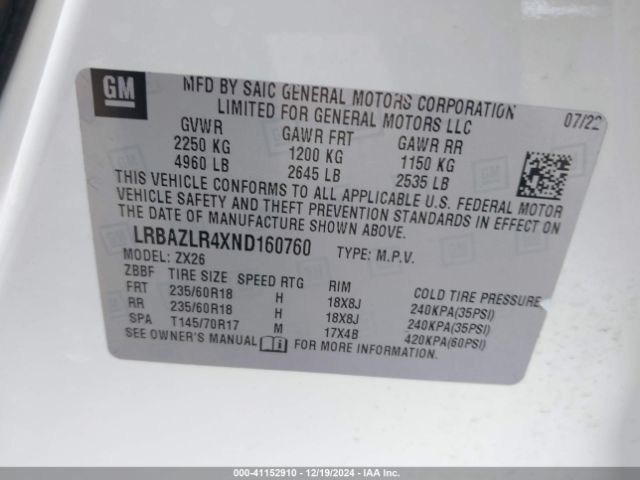 GM
MFD BY SAIC GENERAL MOTORS CORPORATION
LIMITED FOR GENERAL MOTORS LLC
07/22
GVWR GAWR FRT GAWR RR
2250 KG 1200 KG 1150 KG
4960 LB 2645 LB 2535 LB
THIS VEHICLE CONFORMS TO ALL APPLICABLE U.S. FEDERAL MOTOR
VEHICLE SAFETY AND THEFT PREVENTION STANDARDS IN EFFECT ON
THE DATE OF MANUFACTURE SHOWN ABOVE.
LRBAZLR4XND160760 TYPE: M.P.V.
MODEL: ZX26
ZBBF TIRE SIZE SPEED RTG RIM COLD TIRE PRESSURE
FRT 235/60R18 H 18X8J 240KPA(35PSI)
RR 235/60R18 H 18X8J 240KPA(35PSI)
SPA T145/70R17 M 17X4B 420KPA(60PSI)
SEE OWNER'S MANUAL i FOR MORE INFORMATION.
000-41152910 - 12/19/2024 - IAAI.COM